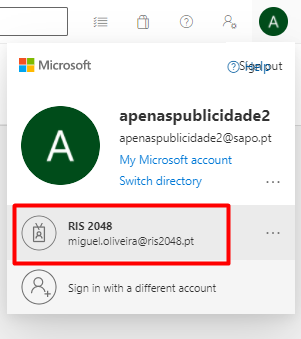 A
Microsoft
Help
Sign out
A
apenaspublicidade2
apenaspublicidade2@sapo.pt
My Microsoft account
Switch directory
RIS 2048
miguel.oliveira@ris2048.pt
Sign in with a different account